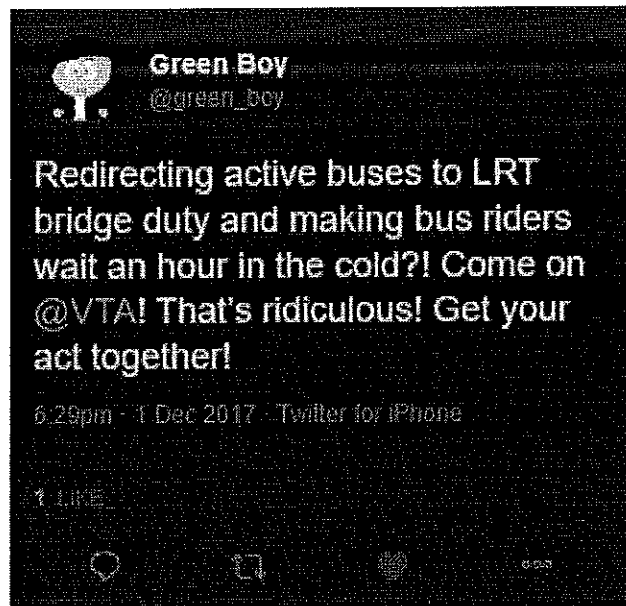 Green Boy
@green_boy
Redirecting active buses to LRT
bridge duty and making bus riders
wait an hour in the cold?! Come on
@VTA! That's ridiculous! Get your
act together!
6:29pm · 1 Dec 2017 · Twitter for iPhone
1 LIKE